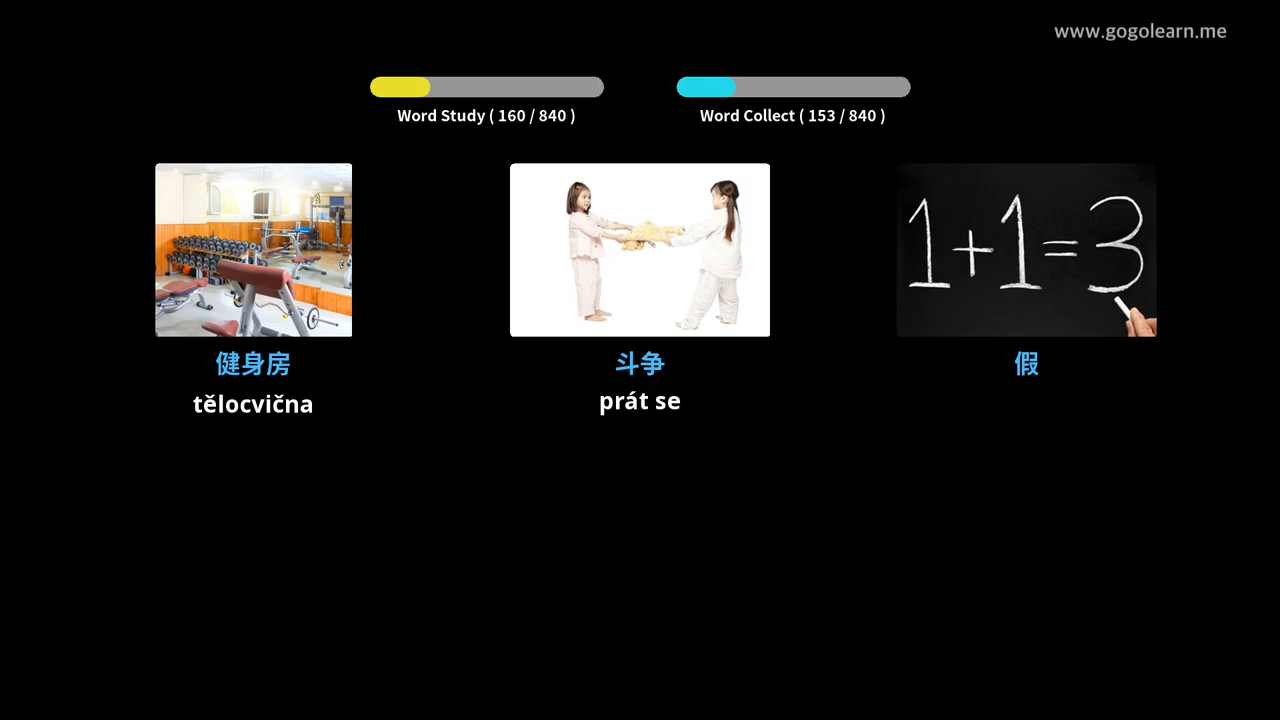 www.gogolearn.me
Word Study ( 160 / 840 )
Word Collect ( 153 / 840 )
1+1=3
健身房
斗争
假
tělocvična
prát se